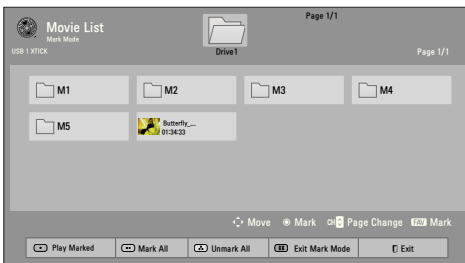 Page 1/1
Movie List
Mark Mode
USB 1 XTICK
Drive1
Page 1/1
M1
M2
M3
M4
M5
Butterfly_...
01:34:33
Move
Mark
CH Page Change
FAV Mark
Play Marked
Mark All
Unmark All
Exit Mark Mode
Exit